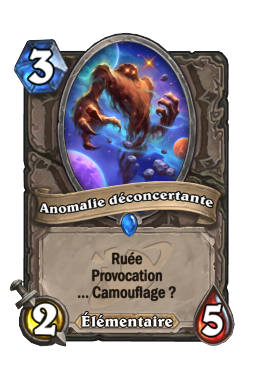 3
Anomalie déconcertante
Ruée
Provocation
... Camouflage ?
2
Élémentaire
5